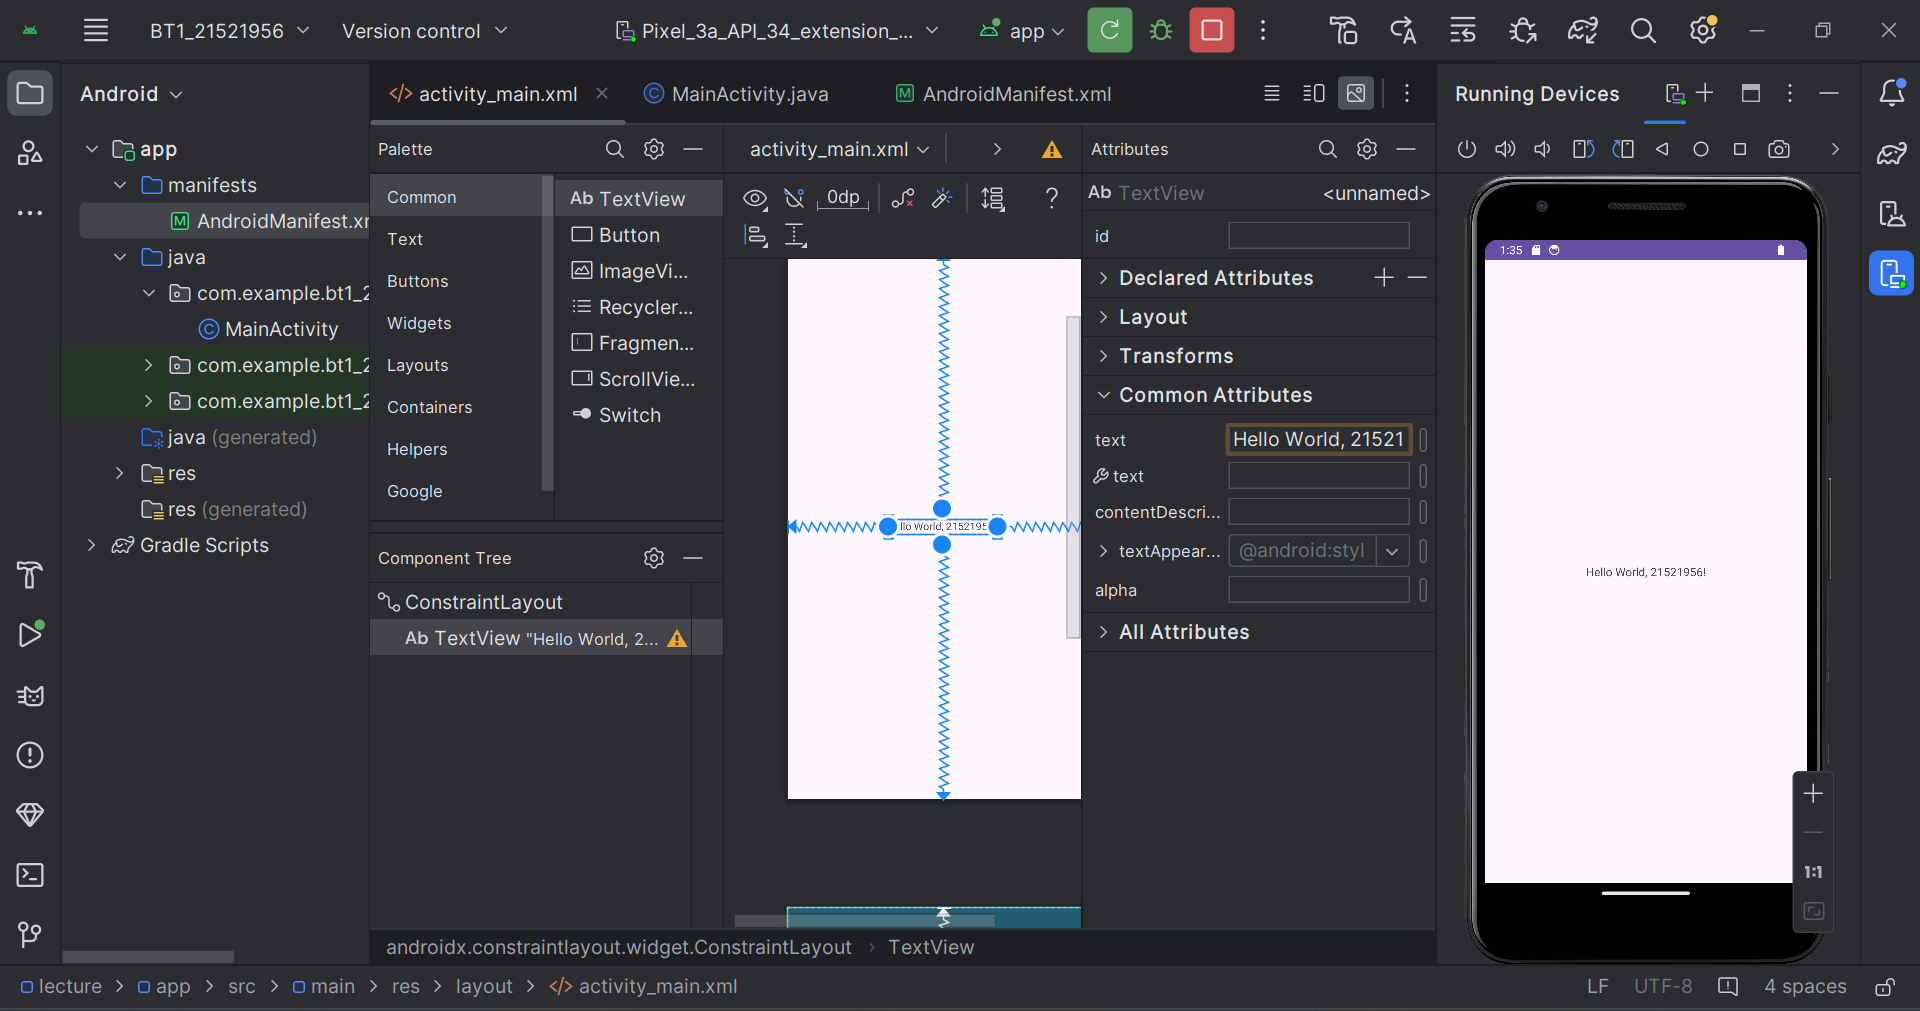 BT1_21521956 Version control Pixel_3a_API_34_extension_... app
Android
app
manifests
AndroidManifest.xr
java
com.example.bt1_2
MainActivity
com.example.bt1_2
com.example.bt1_2
java (generated)
res
res (generated)
Gradle Scripts
activity_main.xml MainActivity.java AndroidManifest.xml
Palette
Common
Text
Buttons
Widgets
Layouts
Containers
Helpers
Google
Ab TextView
Button
ImageVi...
Recycler...
Fragmen...
ScrollVie...
Switch
Component Tree
ConstraintLayout
Ab TextView "Hello World, 2...
activity_main.xml
0dp
?
llo World, 2152195
Attributes
Ab TextView <unnamed>
id
Declared Attributes
Layout
Transforms
Common Attributes
text Hello World, 21521
text
contentDescri...
textAppear... @android:styl
alpha
All Attributes
Running Devices
1:35
Hello World, 21521956!
1:1
androidx.constraintlayout.widget.ConstraintLayout › TextView
lecture > app > src > main > res > layout > activity_main.xml
LF UTF-8 4 spaces